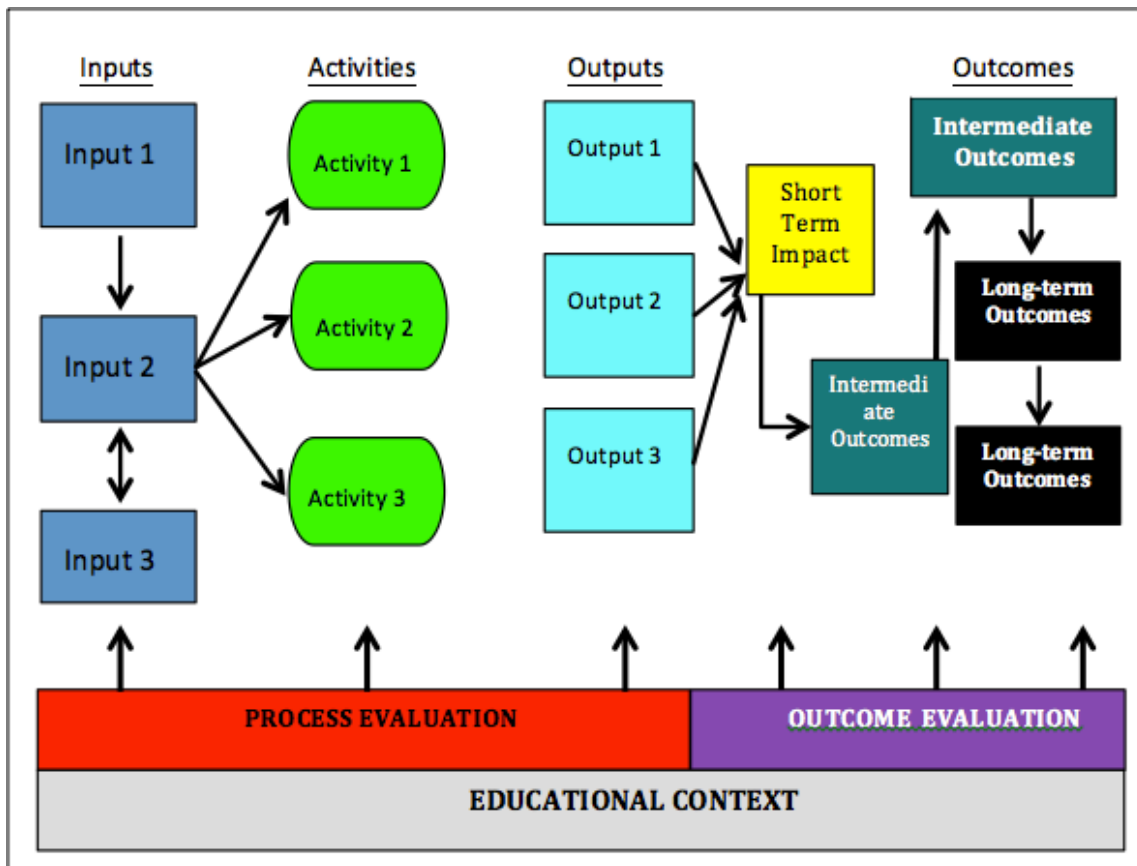 Inputs
Activities
Outputs
Outcomes
Input 1
Input 2
Input 3
Activity 1
Activity 2
Activity 3
Output 1
Output 2
Output 3
Short
Term
Impact
Intermedi
ate
Outcomes
Intermediate
Outcomes
Long-term
Outcomes
Long-term
Outcomes
PROCESS EVALUATION
OUTCOME EVALUATION
EDUCATIONAL CONTEXT